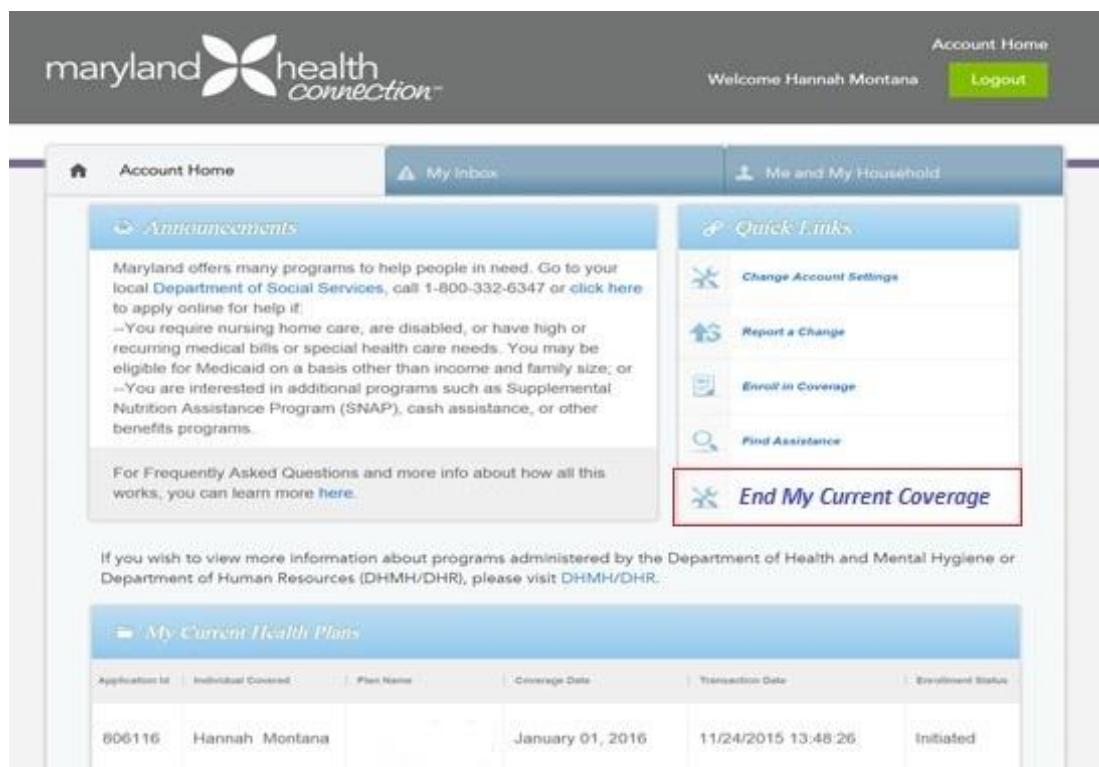 maryland health
connection
Account Home
Welcome Hannah Montana
Logout
Account Home
My Inbox
Me and My Household
Announcements
Maryland offers many programs to help people in need. Go to your
local Department of Social Services, call 1-800-332-6347 or click here
to apply online for help if:
--You require nursing home care, are disabled, or have high or
recurring medical bills or special health care needs. You may be
eligible for Medicaid on a basis other than income and family size; or
--You are interested in additional programs such as Supplemental
Nutrition Assistance Program (SNAP), cash assistance, or other
benefits programs.
For Frequently Asked Questions and more info about how all this
works, you can learn more here.
Quick Links
Change Account Settings
Report a Change
Enroll in Coverage
Find Assistance
End My Current Coverage
If you wish to view more information about programs administered by the Department of Health and Mental Hygiene or
Department of Human Resources (DHMH/DHR), please visit DHMH/DHR.
My Current Health Plans
Application Id Individual Covered Plan Name Coverage Date Transaction Date Enrollment Status
806116 Hannah Montana January 01, 2016 11/24/2015 13:48:26 Initiated